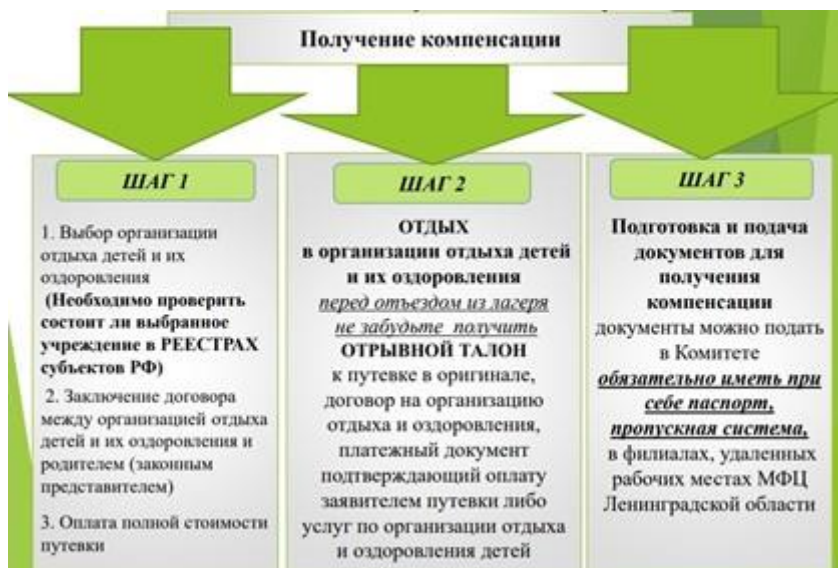 Получение компенсации
ШАГ 1
1. Выбор организации
отдыха детей и их
оздоровления
(Необходимо проверить
состоит ли выбранное
учреждение в РЕЕСТРАХ
субъектов РФ)
2. Заключение договора
между организацией отдыха
детей и их оздоровления и
родителем (законным
представителем)
3. Оплата полной стоимости
путевки
ШАГ 2
ОТДЫХ
в организации отдыха детей
и их оздоровления
перед отъездом из лагеря
не забудьте получить
ОТРЫВНОЙ ТАЛОН
к путевке в оригинале,
договор на организацию
отдыха и оздоровления,
платежный документ
подтверждающий оплату
заявителем путевки либо
услуг по организации отдыха
и оздоровления детей
ШАГ 3
Подготовка и подача
документов для
получения
компенсации
документы можно подать
в Комитете
обязательно иметь при
себе паспорт,
пропускная система,
в филиалах, удаленных
рабочих местах МФЦ
Ленинградской области